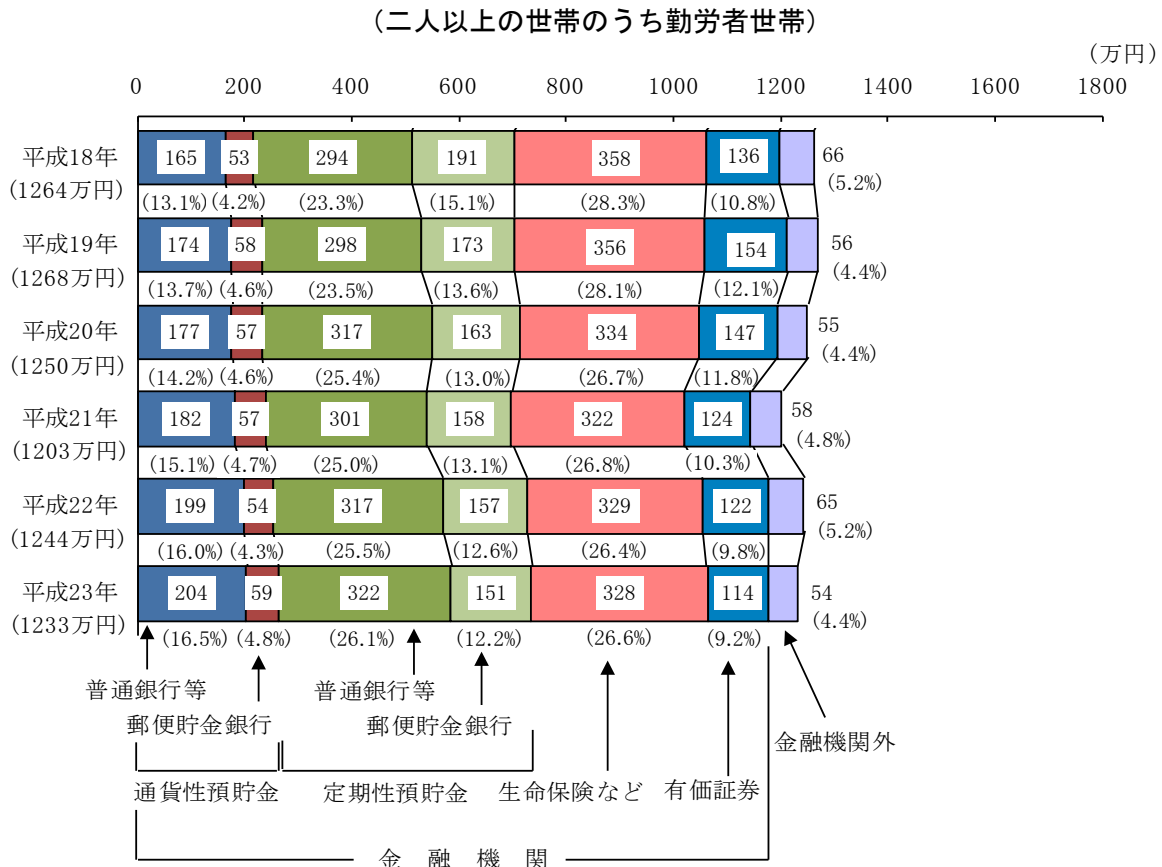 (二人以上の世帯のうち勤労者世帯)
(万円)
0 200 400 600 800 1000 1200 1400 1600 1800
平成18年 165 53 294 191 358 136 66
(1264万円) (13.1%) (4.2%) (23.3%) (15.1%) (28.3%) (10.8%) (5.2%)
平成19年 174 58 298 173 356 154 56
(1268万円) (13.7%) (4.6%) (23.5%) (13.6%) (28.1%) (12.1%) (4.4%)
平成20年 177 57 317 163 334 147 55
(1250万円) (14.2%) (4.6%) (25.4%) (13.0%) (26.7%) (11.8%) (4.4%)
平成21年 182 57 301 158 322 124 58
(1203万円) (15.1%) (4.7%) (25.0%) (13.1%) (26.8%) (10.3%) (4.8%)
平成22年 199 54 317 157 329 122 65
(1244万円) (16.0%) (4.3%) (25.5%) (12.6%) (26.4%) (9.8%) (5.2%)
平成23年 204 59 322 151 328 114 54
(1233万円) (16.5%) (4.8%) (26.1%) (12.2%) (26.6%) (9.2%) (4.4%)
普通銀行等 普通銀行等
郵便貯金銀行 郵便貯金銀行 金融機関外
通貨性預貯金 定期性預貯金 生命保険など 有価証券
金 融 機 関